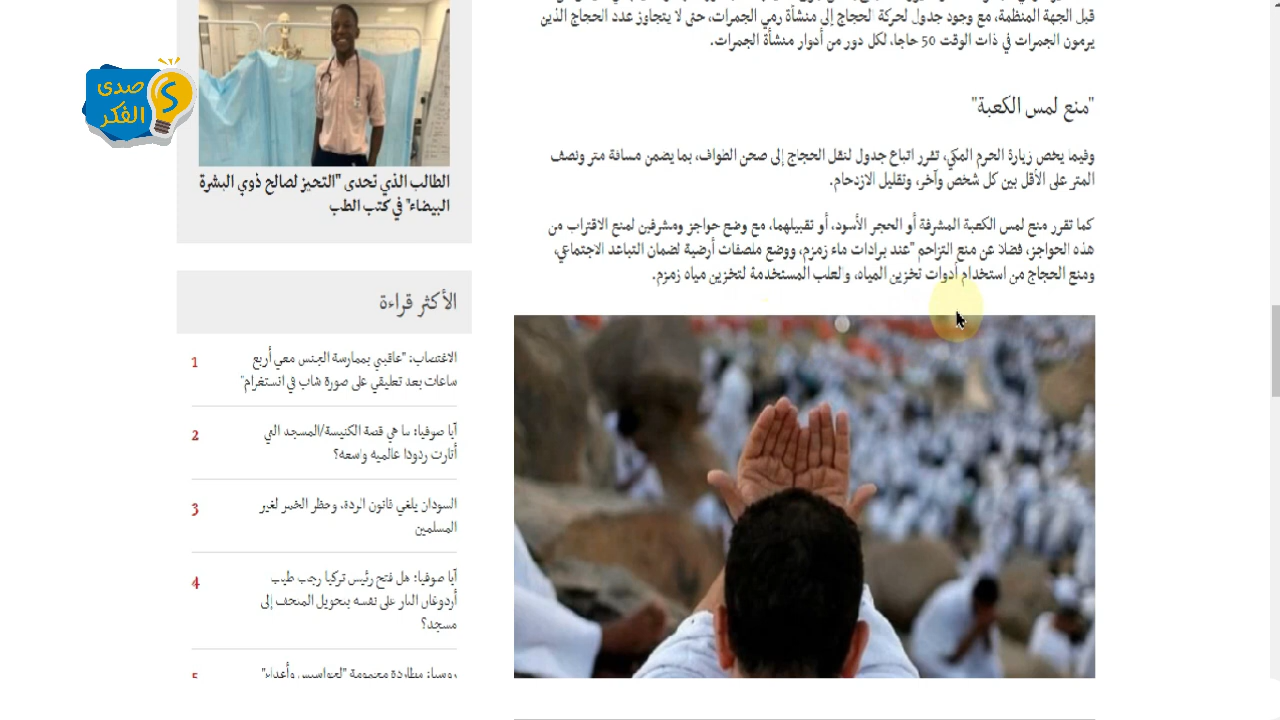 قبل الجهة المنظمة، مع وجود جدول لحركة الحجاج إلى منشأة رمي الجمرات، حتى لا يتجاوز عدد الحجاج الذين
يرمون الجمرات في ذات الوقت 50 حاجا، لكل دور من أدوار منشأة الجمرات.
"منع لمس الكعبة"
وفيما يخص زيارة الحرم المكي، تقرر اتباع جدول لنقل الحجاج إلى صحن الطواف، بما يضمن مسافة متر ونصف
المتر على الأقل بين كل شخص وآخر، وتقليل الازدحام.
كما تقرر منع لمس الكعبة المشرفة أو الحجر الأسود، أو تقبيلهما، مع وضع حواجز ومشرفين لمنع الاقتراب من
هذه الحواجز، فضلا عن منع التزاحم "عند برادات ماء زمزم، ووضع ملصقات أرضية لضمان التباعد الاجتماعي،
ومنع الحجاج من استخدام أدوات تخزين المياه، والعلب المستخدمة لتخزين مياه زمزم.
صدى
الفكر
الطالب الذي تحدى "التحيز لصالح ذوي البشرة
البيضاء" في كتب الطب
الأكثر قراءة
1 الاغتصاب: "عاقبني بممارسة الجنس معي أربع
ساعات بعد تعليقي على صورة شاب في انستغرام"
2 آيا صوفيا: ما هي قصة الكنيسة/المسجد التي
أثارت ردودا عالمية واسعة؟
3 السودان يلغي قانون الردة، وحظر الخمر لغير
المسلمين
4 آيا صوفيا: هل فتح رئيس تركيا رجب طيب
أردوغان النار على نفسه بتحويل المتحف إلى
مسجد؟